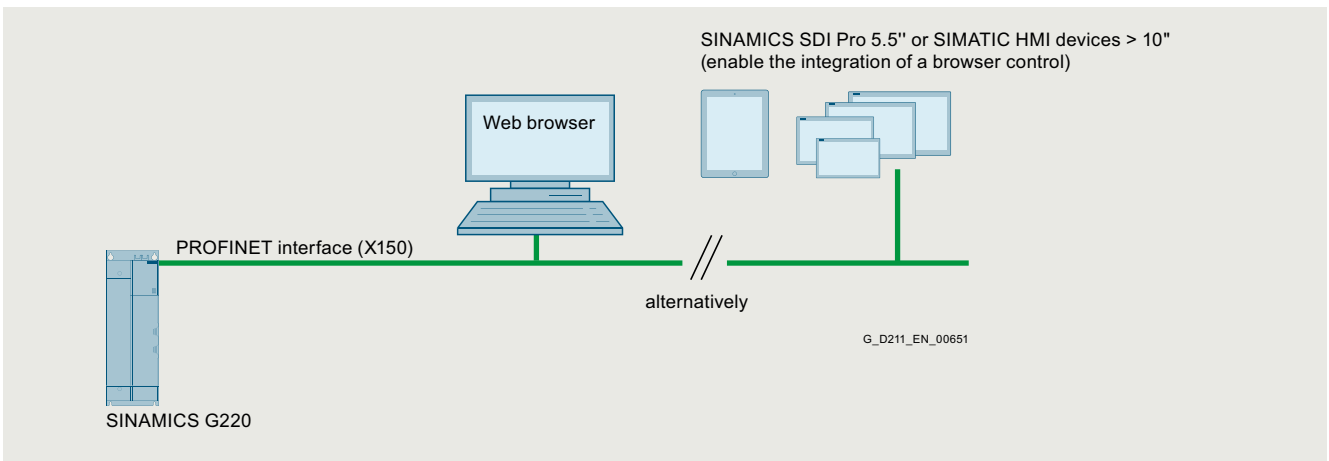 SINAMICS SDI Pro 5.5'' or SIMATIC HMI devices > 10"
(enable the integration of a browser control)
Web browser
PROFINET interface (X150)
alternatively
G_D211_EN_00651
SINAMICS G220